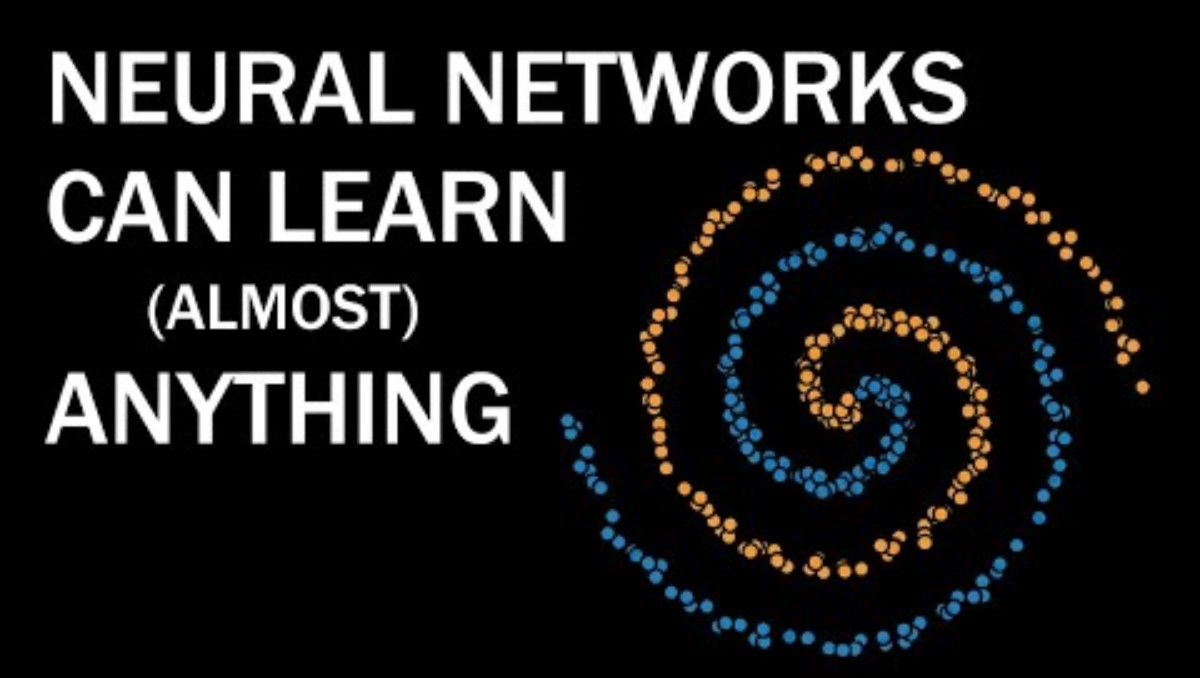 NEURAL NETWORKS
CAN LEARN
(ALMOST)
ANYTHING